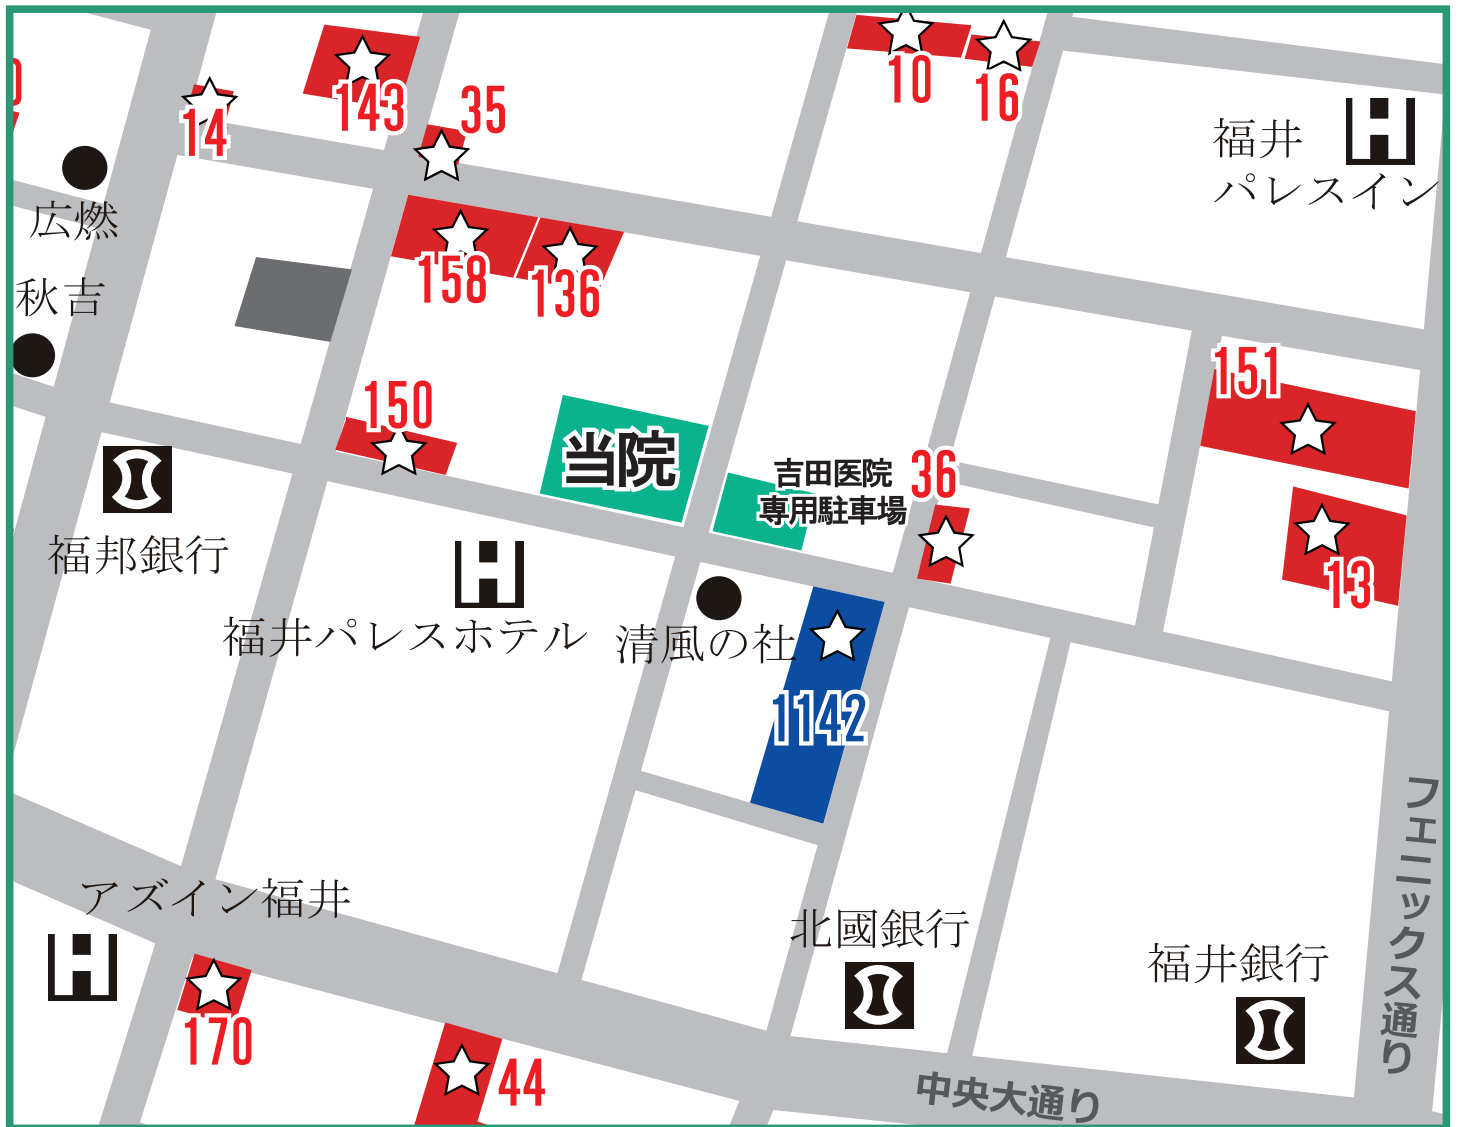 10
16
143
35
14
福井
パレスイン
広燃
158
136
秋吉
151
150
当院
吉田医院
専用駐車場
36
福邦銀行
13
福井パレスホテル
清風の社
1142
フェニックス通り
アズイン福井
北國銀行
福井銀行
170
44
中央大通り